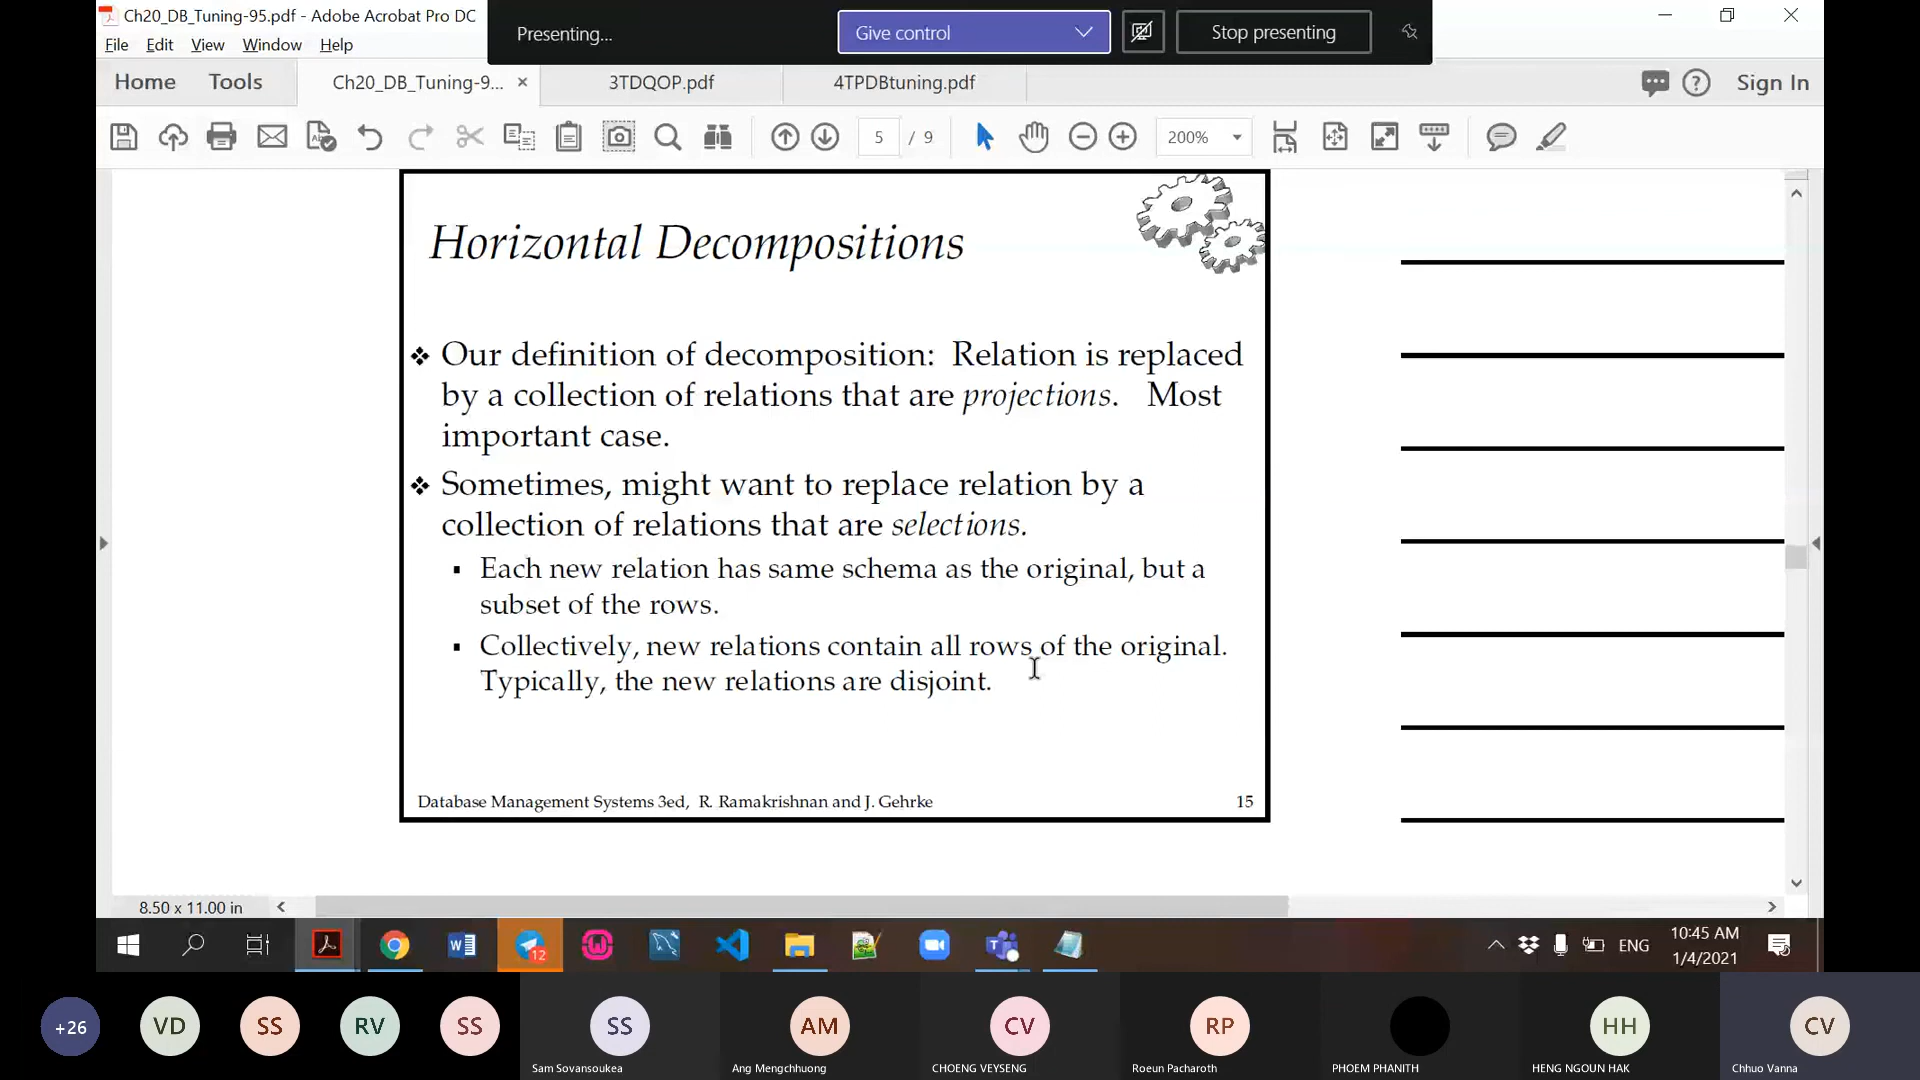 Ch20_DB_Tuning-95.pdf - Adobe Acrobat Pro DC
Presenting...
Give control
Stop presenting
File Edit View Window Help
Home Tools Ch20_DB_Tuning-9... × 3TDQOP.pdf 4TPDBtuning.pdf Sign In
5 / 9 200%
Horizontal Decompositions
❖ Our definition of decomposition: Relation is replaced
by a collection of relations that are projections. Most
important case.
❖ Sometimes, might want to replace relation by a
collection of relations that are selections.
▪ Each new relation has same schema as the original, but a
subset of the rows.
▪ Collectively, new relations contain all rows of the original.
Typically, the new relations are disjoint.
Database Management Systems 3ed, R. Ramakrishnan and J. Gehrke 15
8.50 x 11.00 in
12
ENG
10:45 AM
1/4/2021
+26 VD SS RV SS SS AM CV RP HH CV
Sam Sovansoukea Ang Mengchhuong CHOENG VEYSENG Roeun Pacharoth PHOEM PHANITH HENG NGOUN HAK Chhuo Vanna